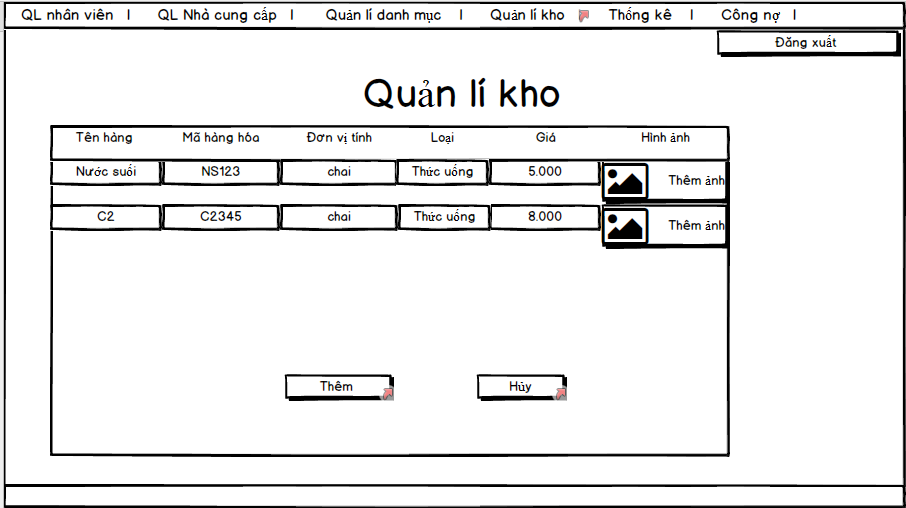 QL nhân viên | QL Nhà cung cấp | Quản lí danh mục | Quản lí kho Thống kê | Công nợ |
Đăng xuất
Quản lí kho
Tên hàng Mã hàng hóa Đơn vị tính Loại Giá Hình ảnh
Nước suối NS123 chai Thức uống 5.000 Thêm ảnh
C2 C2345 chai Thức uống 8.000 Thêm ảnh
Thêm Hủy